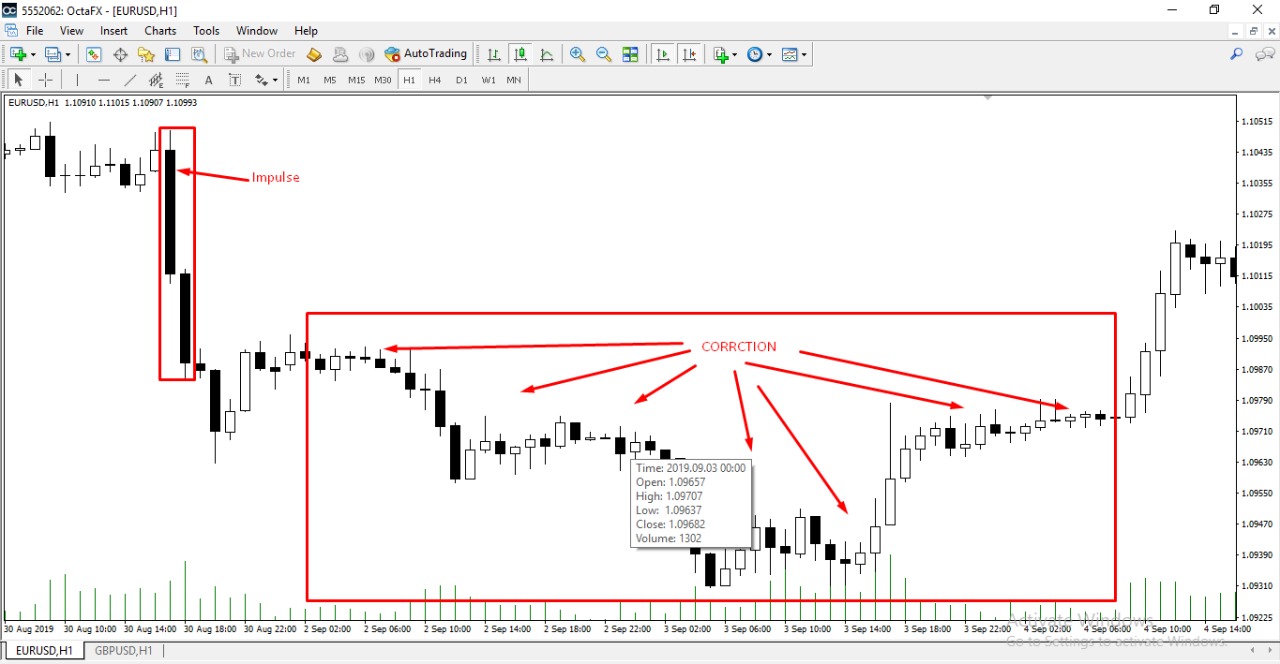 5552062: OctaFX - [EURUSD,H1]
File View Insert Charts Tools Window Help
New Order AutoTrading
A T M1 M5 M15 M30 H1 H4 D1 W1 MN
EURUSD,H1 1.10910 1.11015 1.10907 1.10993
1.10515
1.10435
Impulse
1.10355
1.10275
1.10195
1.10115
1.10035
CORRCTION
1.09950
1.09870
1.09790
1.09710
Time: 2019.09.03 00:00
1.09630
Open: 1.09657
High: 1.09707
1.09550
Low: 1.09637
Close: 1.09682
1.09470
Volume: 1302
1.09390
1.09310
1.09225
30 Aug 2019 30 Aug 10:00 30 Aug 14:00 30 Aug 18:00 30 Aug 22:00 2 Sep 02:00 2 Sep 06:00 2 Sep 10:00 2 Sep 14:00 2 Sep 18:00 2 Sep 22:00 3 Sep 02:00 3 Sep 06:00 3 Sep 10:00 3 Sep 14:00 3 Sep 18:00 3 Sep 22:00 4 Sep 02:00 4 Sep 06:00 4 Sep 10:00 4 Sep 14:00
Activate Windows
Go to Settings to activate Windows.
EURUSD,H1 GBPUSD,H1